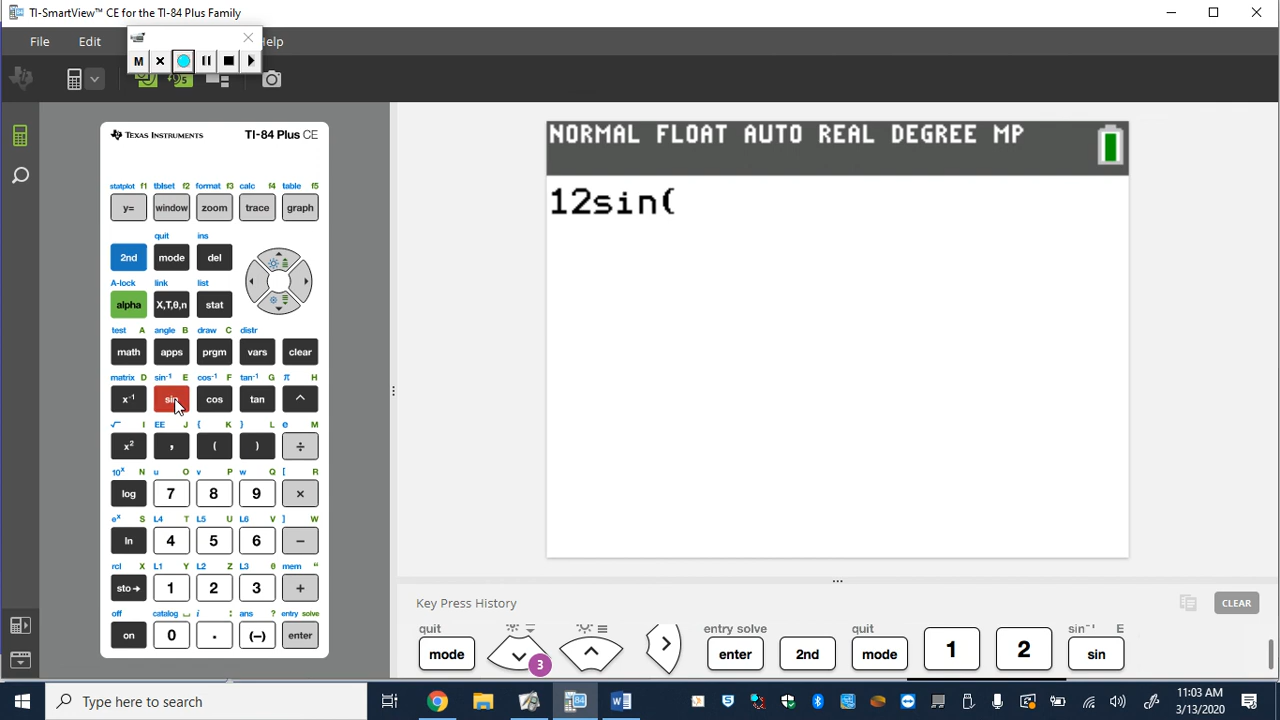 TI-SmartView™ CE for the TI-84 Plus Family
File Edit Help
M
TEXAS INSTRUMENTS TI-84 Plus CE
statplot f1 tblset f2 format f3 calc f4 table f5
y= window zoom trace graph
quit ins
2nd mode del
A-lock link list
alpha X,T,θ,n stat
test A angle B draw C distr
math apps prgm vars clear
matrix D sin⁻¹ E cos⁻¹ F tan⁻¹ G π H
x⁻¹ sin cos tan ^
√ I EE J { K } L e M
x² , ( ) ÷
10ˣ N u O v P w Q [ R
log 7 8 9 ×
eˣ S L4 T L5 U L6 V ] W
ln 4 5 6 −
rcl X L1 Y L2 Z L3 θ mem "
sto→ 1 2 3 +
off catalog i : ans ? entry solve
on 0 . (−) enter
NORMAL FLOAT AUTO REAL DEGREE MP
12sin(
Key Press History CLEAR
quit entry solve quit sin⁻¹ E
mode 3 enter 2nd mode 1 2 sin
Type here to search
11:03 AM
3/13/2020